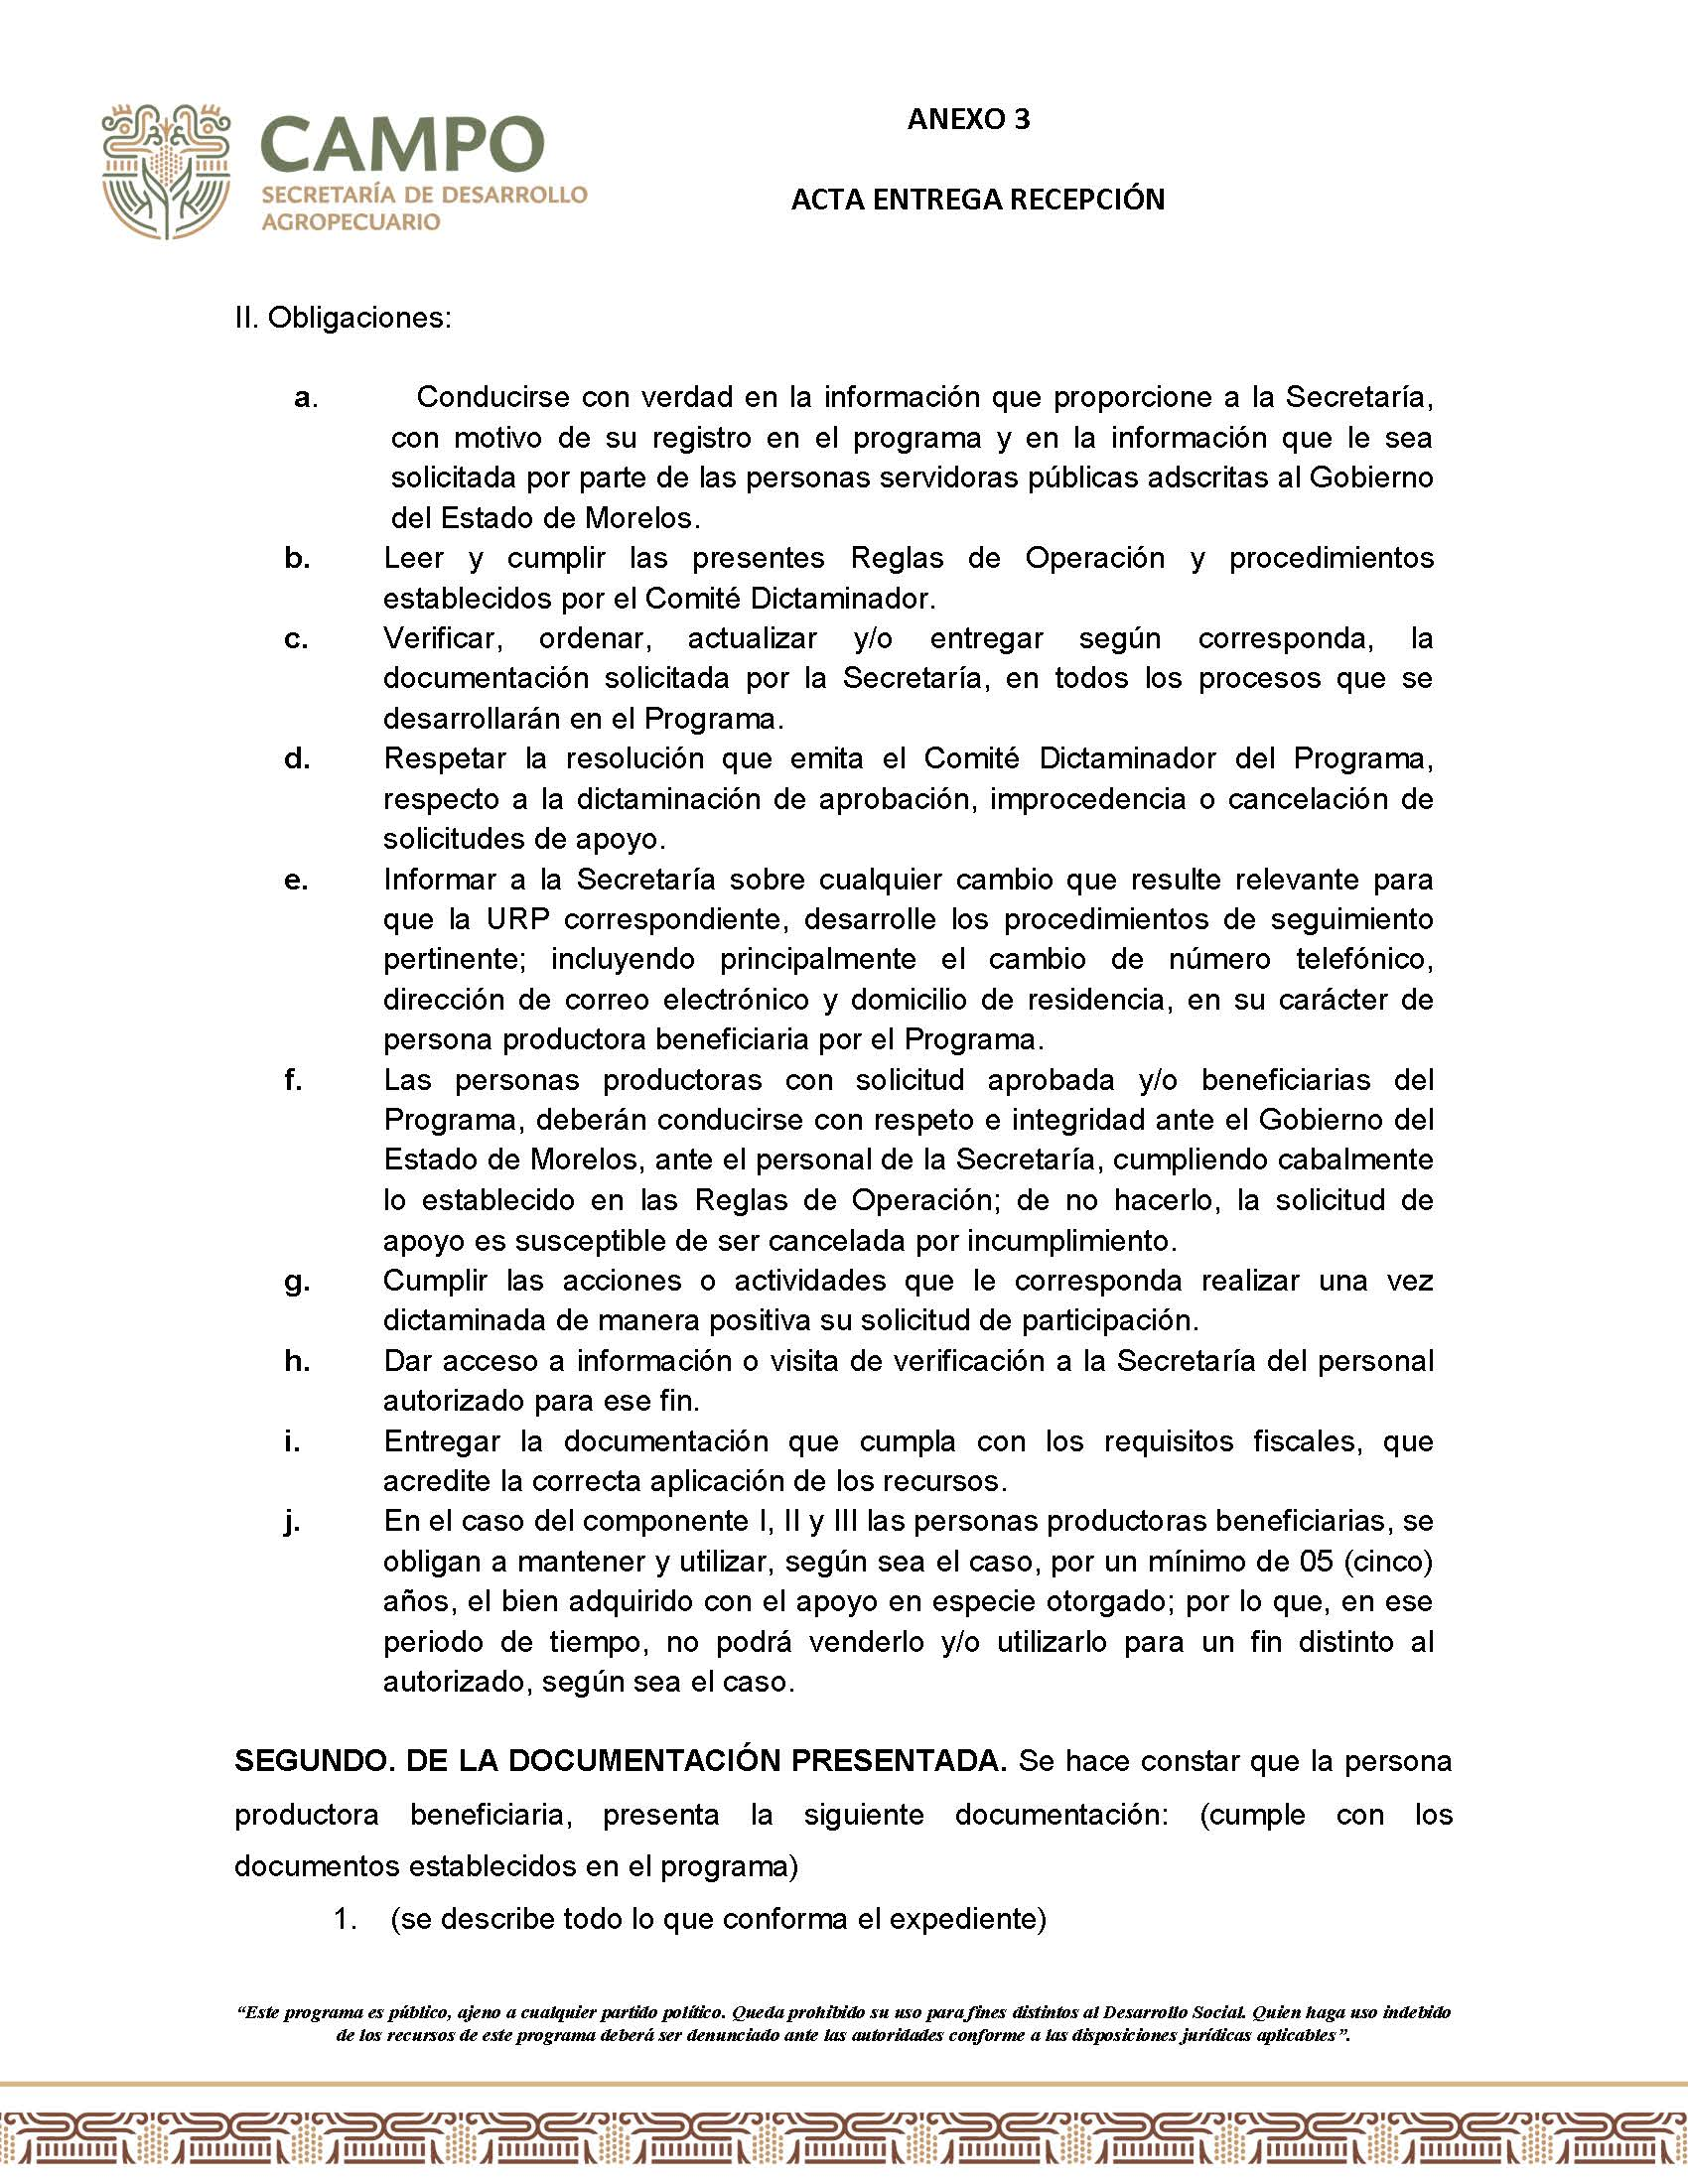 CAMPO
SECRETARÍA DE DESARROLLO
AGROPECUARIO
ANEXO 3
ACTA ENTREGA RECEPCIÓN
II. Obligaciones:
a. Conducirse con verdad en la información que proporcione a la Secretaría,
con motivo de su registro en el programa y en la información que le sea
solicitada por parte de las personas servidoras públicas adscritas al Gobierno
del Estado de Morelos.
b. Leer y cumplir las presentes Reglas de Operación y procedimientos
establecidos por el Comité Dictaminador.
c. Verificar, ordenar, actualizar y/o entregar según corresponda, la
documentación solicitada por la Secretaría, en todos los procesos que se
desarrollarán en el Programa.
d. Respetar la resolución que emita el Comité Dictaminador del Programa,
respecto a la dictaminación de aprobación, improcedencia o cancelación de
solicitudes de apoyo.
e. Informar a la Secretaría sobre cualquier cambio que resulte relevante para
que la URP correspondiente, desarrolle los procedimientos de seguimiento
pertinente; incluyendo principalmente el cambio de número telefónico,
dirección de correo electrónico y domicilio de residencia, en su carácter de
persona productora beneficiaria por el Programa.
f. Las personas productoras con solicitud aprobada y/o beneficiarias del
Programa, deberán conducirse con respeto e integridad ante el Gobierno del
Estado de Morelos, ante el personal de la Secretaría, cumpliendo cabalmente
lo establecido en las Reglas de Operación; de no hacerlo, la solicitud de
apoyo es susceptible de ser cancelada por incumplimiento.
g. Cumplir las acciones o actividades que le corresponda realizar una vez
dictaminada de manera positiva su solicitud de participación.
h. Dar acceso a información o visita de verificación a la Secretaría del personal
autorizado para ese fin.
i. Entregar la documentación que cumpla con los requisitos fiscales, que
acredite la correcta aplicación de los recursos.
j. En el caso del componente I, II y III las personas productoras beneficiarias, se
obligan a mantener y utilizar, según sea el caso, por un mínimo de 05 (cinco)
años, el bien adquirido con el apoyo en especie otorgado; por lo que, en ese
periodo de tiempo, no podrá venderlo y/o utilizarlo para un fin distinto al
autorizado, según sea el caso.
SEGUNDO. DE LA DOCUMENTACIÓN PRESENTADA. Se hace constar que la persona
productora beneficiaria, presenta la siguiente documentación: (cumple con los
documentos establecidos en el programa)
1. (se describe todo lo que conforma el expediente)
“Este programa es público, ajeno a cualquier partido político. Queda prohibido su uso para fines distintos al Desarrollo Social. Quien haga uso indebido
de los recursos de este programa deberá ser denunciado ante las autoridades conforme a las disposiciones jurídicas aplicables”.